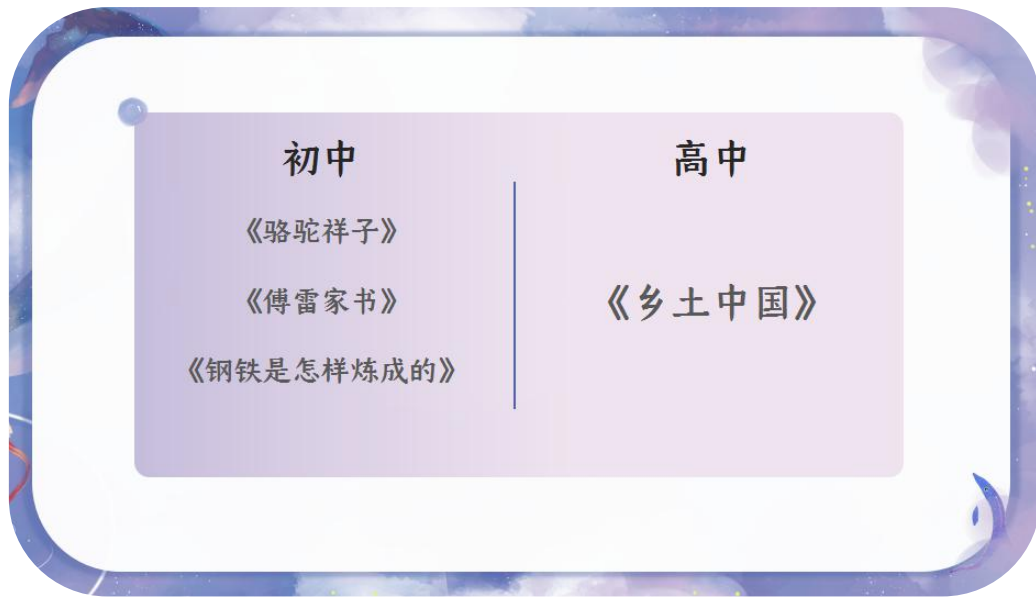 初中
《骆驼祥子》
《傅雷家书》
《钢铁是怎样炼成的》
高中
《乡土中国》